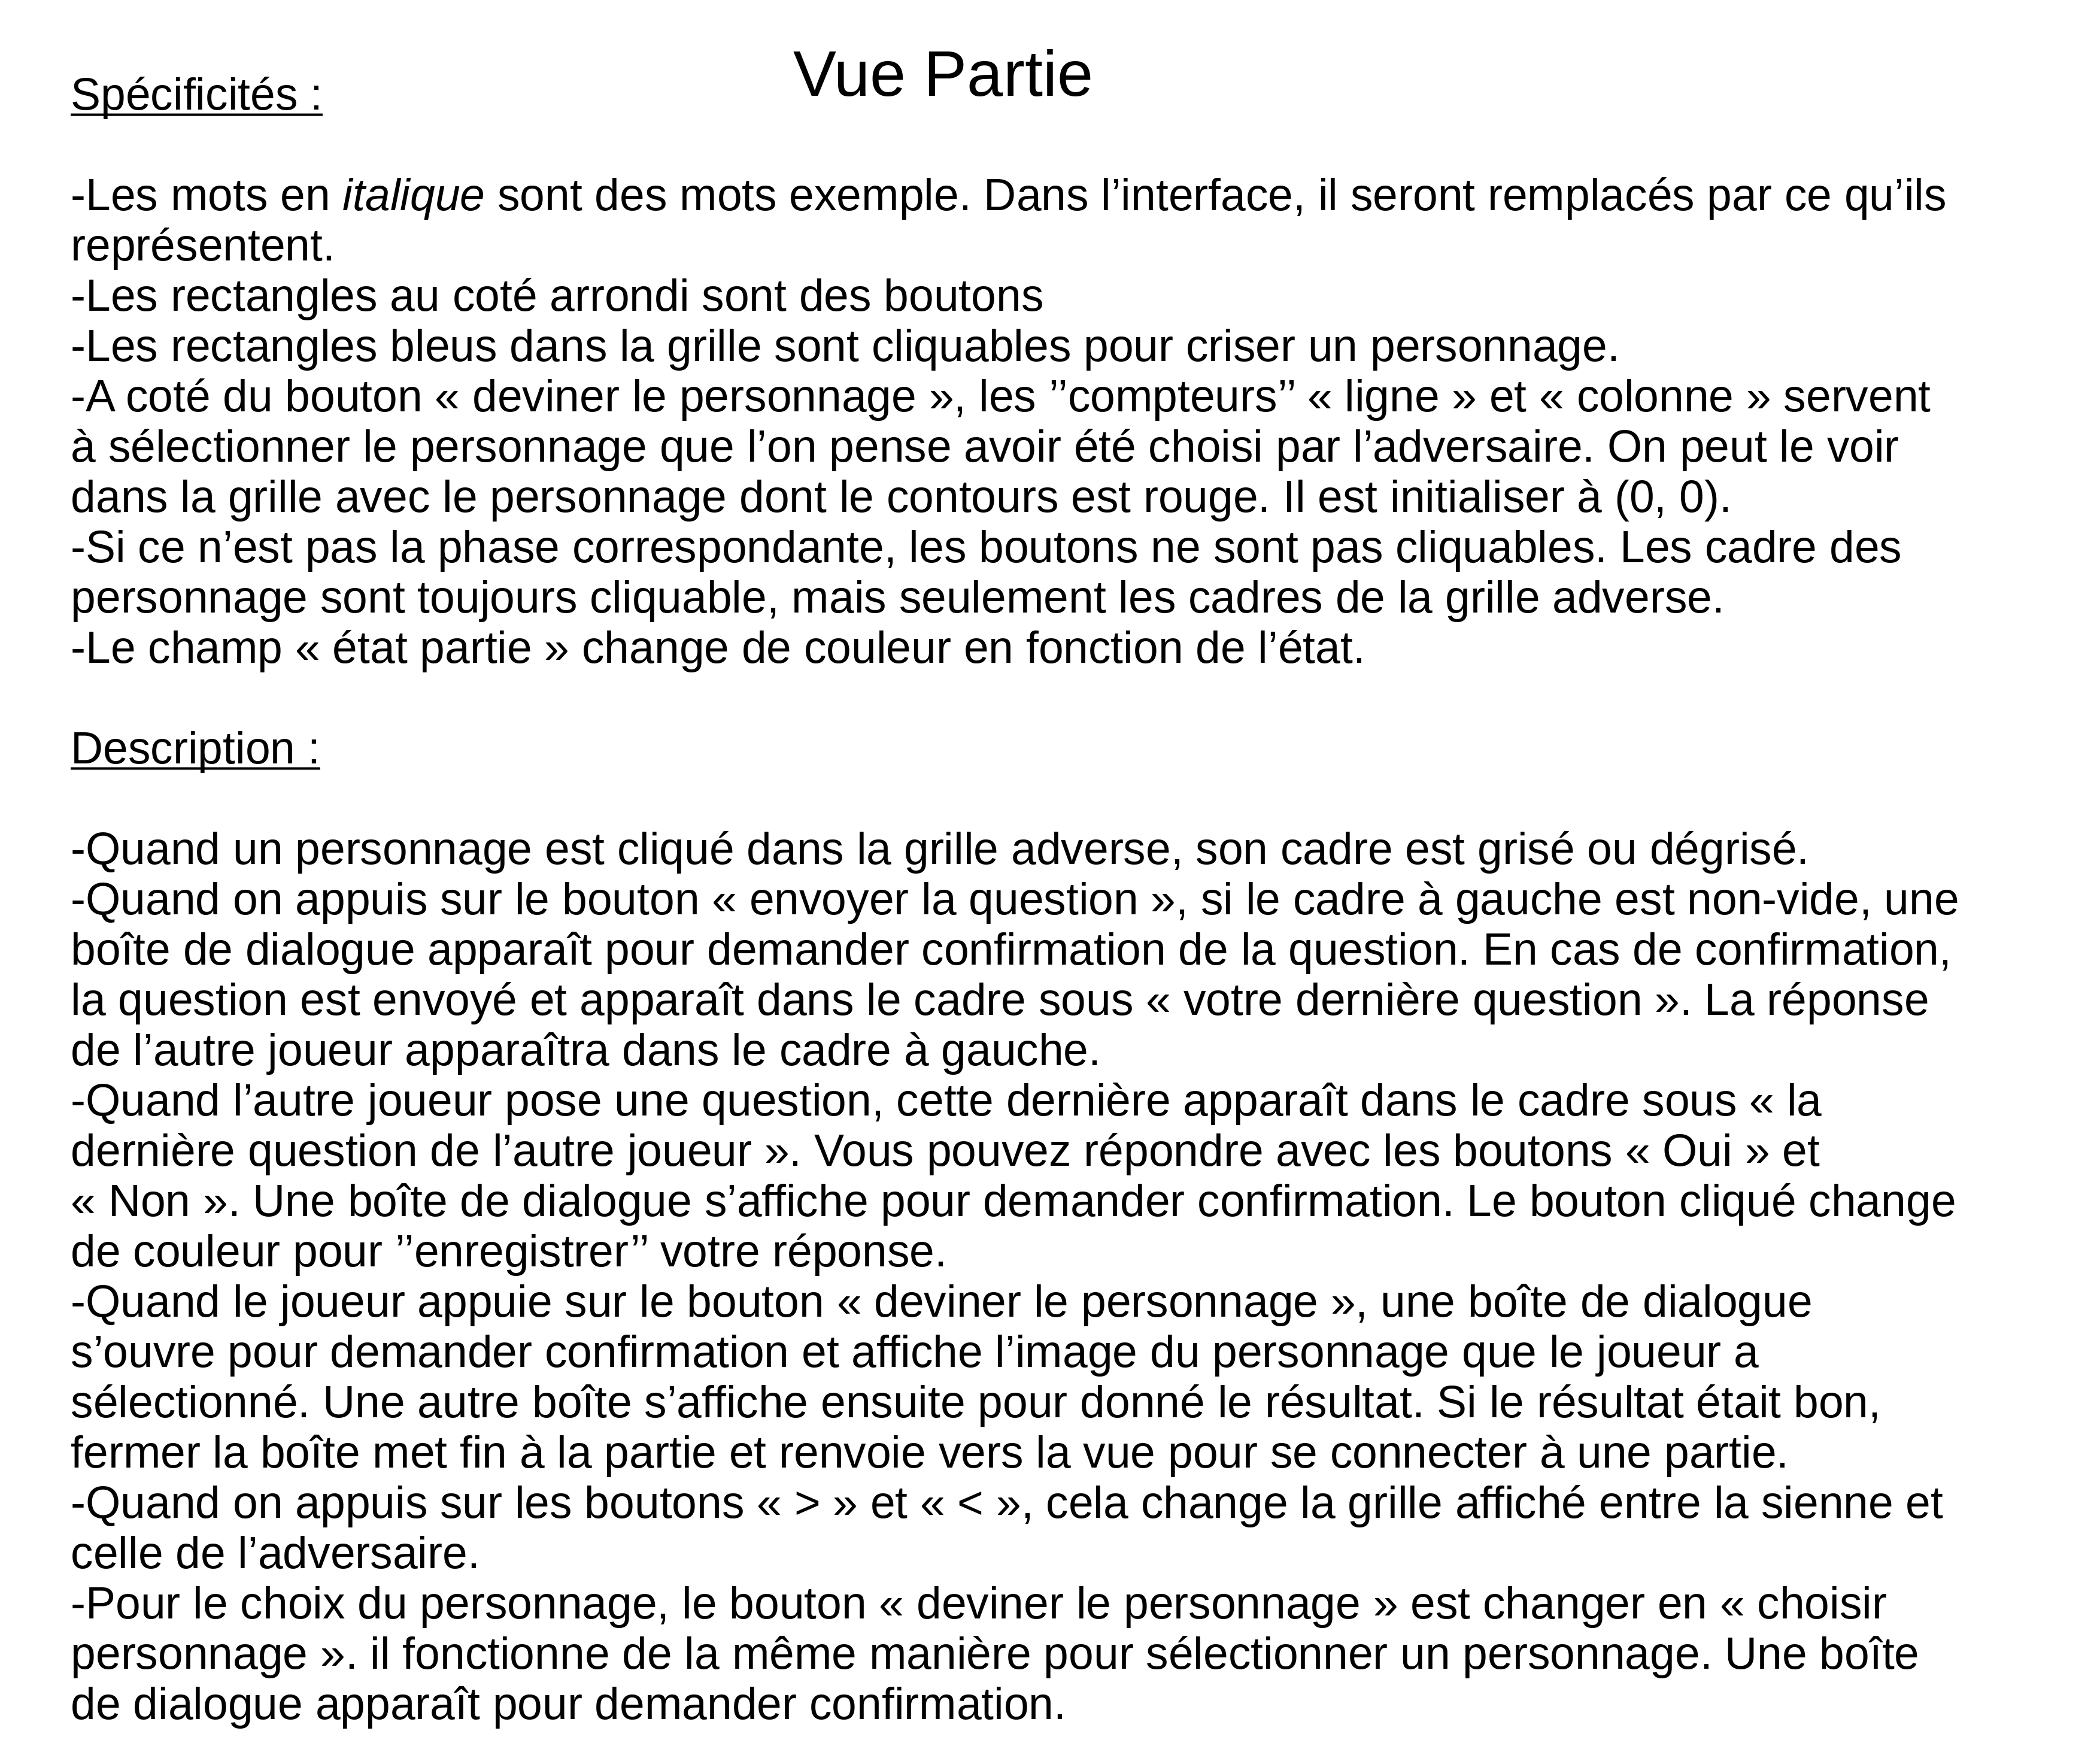 Vue Partie
Spécificités :
-Les mots en italique sont des mots exemple. Dans l’interface, il seront remplacés par ce qu’ils
représentent.
-Les rectangles au coté arrondi sont des boutons
-Les rectangles bleus dans la grille sont cliquables pour criser un personnage.
-A coté du bouton « deviner le personnage », les ’’compteurs’’ « ligne » et « colonne » servent
à sélectionner le personnage que l’on pense avoir été choisi par l’adversaire. On peut le voir
dans la grille avec le personnage dont le contours est rouge. Il est initialiser à (0, 0).
-Si ce n’est pas la phase correspondante, les boutons ne sont pas cliquables. Les cadre des
personnage sont toujours cliquable, mais seulement les cadres de la grille adverse.
-Le champ « état partie » change de couleur en fonction de l’état.
Description :
-Quand un personnage est cliqué dans la grille adverse, son cadre est grisé ou dégrisé.
-Quand on appuis sur le bouton « envoyer la question », si le cadre à gauche est non-vide, une
boîte de dialogue apparaît pour demander confirmation de la question. En cas de confirmation,
la question est envoyé et apparaît dans le cadre sous « votre dernière question ». La réponse
de l’autre joueur apparaîtra dans le cadre à gauche.
-Quand l’autre joueur pose une question, cette dernière apparaît dans le cadre sous « la
dernière question de l’autre joueur ». Vous pouvez répondre avec les boutons « Oui » et
« Non ». Une boîte de dialogue s’affiche pour demander confirmation. Le bouton cliqué change
de couleur pour ’’enregistrer’’ votre réponse.
-Quand le joueur appuie sur le bouton « deviner le personnage », une boîte de dialogue
s’ouvre pour demander confirmation et affiche l’image du personnage que le joueur a
sélectionné. Une autre boîte s’affiche ensuite pour donné le résultat. Si le résultat était bon,
fermer la boîte met fin à la partie et renvoie vers la vue pour se connecter à une partie.
-Quand on appuis sur les boutons « > » et « < », cela change la grille affiché entre la sienne et
celle de l’adversaire.
-Pour le choix du personnage, le bouton « deviner le personnage » est changer en « choisir
personnage ». il fonctionne de la même manière pour sélectionner un personnage. Une boîte
de dialogue apparaît pour demander confirmation.